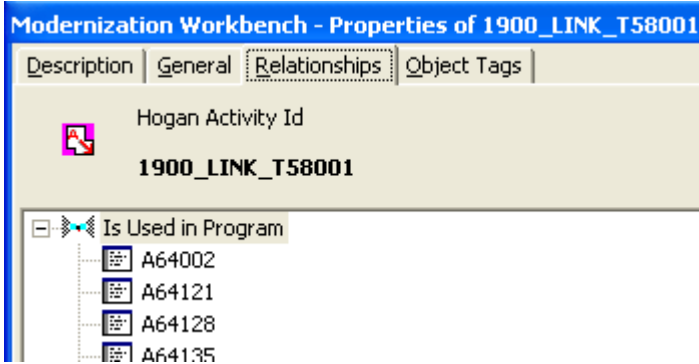 Modernization Workbench - Properties of 1900_LINK_T58001
Description General Relationships Object Tags
Hogan Activity Id
1900_LINK_T58001
Is Used in Program
A64002
A64121
A64128
A64135